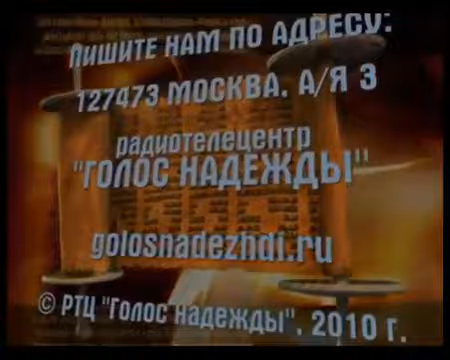 ПИШИТЕ НАМ ПО АДРЕСУ:
127473 МОСКВА, А/Я 3
РАДИОТЕЛЕЦЕНТР
"ГОЛОС НАДЕЖДЫ"
golosnadezhdi.ru
© РТЦ "Голос надежды", 2010 г.